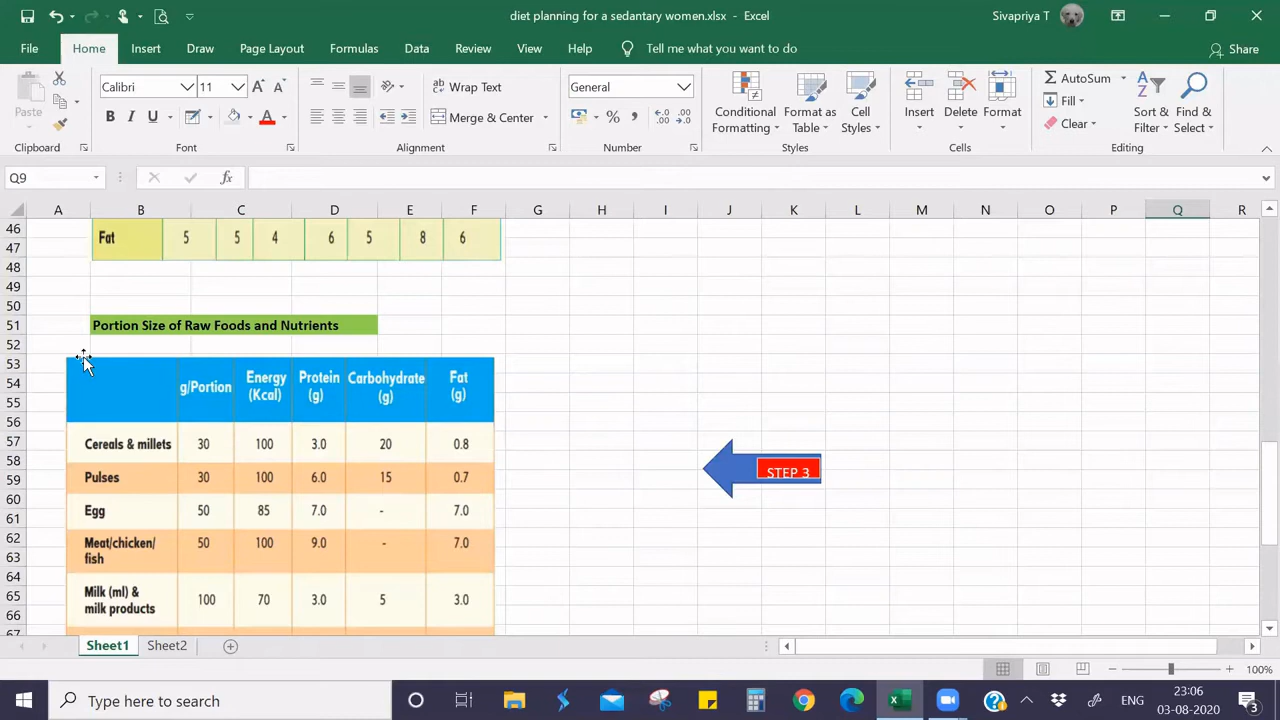 diet planning for a sedantary women.xlsx - Excel
Sivapriya T
File Home Insert Draw Page Layout Formulas Data Review View Help Tell me what you want to do Share
Paste
Calibri 11
B I U A
Wrap Text
Merge & Center
General
% ,
Conditional Formatting
Format as Table
Cell Styles
Insert
Delete
Format
AutoSum
Fill
Clear
Sort & Filter
Find & Select
Clipboard Font Alignment Number Styles Cells Editing
Q9 fx
A B C D E F G H I J K L M N O P Q R
46
Fat 5 5 4 6 5 8 6
47
48
49
50
51 Portion Size of Raw Foods and Nutrients
52
53
54 g/Portion Energy (Kcal) Protein (g) Carbohydrate (g) Fat (g)
55
56
57 Cereals & millets 30 100 3.0 20 0.8
58
59 Pulses 30 100 6.0 15 0.7
STEP 3
60
61 Egg 50 85 7.0 - 7.0
62
63 Meat/chicken/ fish 50 100 9.0 - 7.0
64
65 Milk (ml) & milk products 100 70 3.0 5 3.0
66
67
Sheet1 Sheet2
100%
Type here to search
ENG
23:06
03-08-2020
3